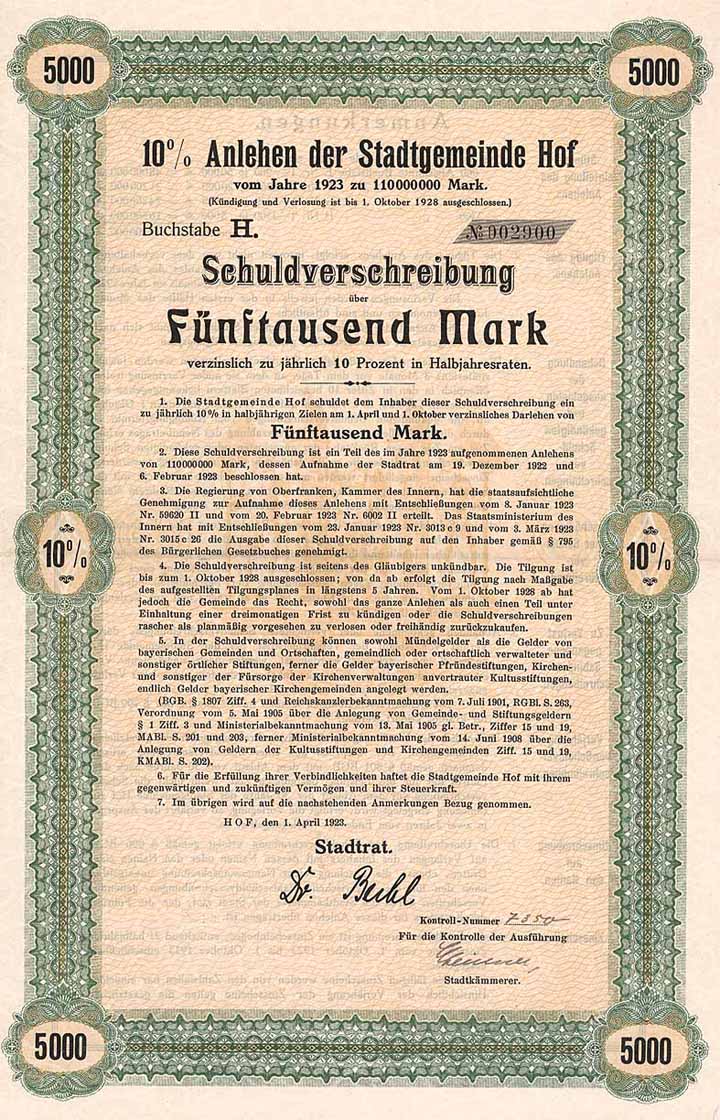 5000
5000
10% Anlehen der Stadtgemeinde Hof
vom Jahre 1923 zu 110000000 Mark.
(Kündigung und Verlosung ist bis 1. Oktober 1928 ausgeschlossen.)
Buchstabe H.
№ 002900
Schuldverschreibung
über
Fünftausend Mark
verzinslich zu jährlich 10 Prozent in Halbjahresraten.
1. Die Stadtgemeinde Hof schuldet dem Inhaber dieser Schuldverschreibung ein
zu jährlich 10% in halbjährigen Zielen am 1. April und 1. Oktober verzinsliches Darlehen von
Fünftausend Mark.
2. Diese Schuldverschreibung ist ein Teil des im Jahre 1923 aufgenommenen Anlehens
von 110000000 Mark, dessen Aufnahme der Stadtrat am 19. Dezember 1922 und
6. Februar 1923 beschlossen hat.
3. Die Regierung von Oberfranken, Kammer des Innern, hat die staatsaufsichtliche
Genehmigung zur Aufnahme dieses Anlehens mit Entschließungen vom 8. Januar 1923
Nr. 59620 II und vom 20. Februar 1923 Nr. 6002 II erteilt. Das Staatsministerium des
Innern hat mit Entschließungen vom 23. Januar 1923 Nr. 3013 c 9 und vom 3. März 1923
Nr. 3015 c 26 die Ausgabe dieser Schuldverschreibung auf den Inhaber gemäß § 795
des Bürgerlichen Gesetzbuches genehmigt.
10%
10%
4. Die Schuldverschreibung ist seitens des Gläubigers unkündbar. Die Tilgung ist
bis zum 1. Oktober 1928 ausgeschlossen; von da ab erfolgt die Tilgung nach Maßgabe
des aufgestellten Tilgungsplanes in längstens 5 Jahren. Vom 1. Oktober 1928 ab hat
jedoch die Gemeinde das Recht, sowohl das ganze Anlehen als auch einen Teil unter
Einhaltung einer dreimonatigen Frist zu kündigen oder die Schuldverschreibungen
rascher als planmäßig vorgesehen zu verlosen oder freihändig zurückzukaufen.
5. In der Schuldverschreibung können sowohl Mündelgelder als die Gelder von
bayerischen Gemeinden und Ortschaften, gemeindlich oder ortschaftlich verwalteter und
sonstiger örtlicher Stiftungen, ferner die Gelder bayerischer Pfründestiftungen, Kirchen-
und sonstiger der Fürsorge der Kirchenverwaltungen anvertrauter Kultusstiftungen,
endlich Gelder bayerischer Kirchengemeinden angelegt werden.
(BGB. § 1807 Ziff. 4 und Reichskanzlerbekanntmachung vom 7. Juli 1901, RGBl. S. 263,
Verordnung vom 5. Mai 1905 über die Anlegung von Gemeinde- und Stiftungsgeldern
§ 1 Ziff. 3 und Ministerialbekanntmachung vom 13. Mai 1905 gl. Betr., Ziffer 15 und 19,
MABl. S. 201 und 203, ferner Ministerialbekanntmachung vom 14. Juni 1908 über die
Anlegung von Geldern der Kultusstiftungen und Kirchengemeinden Ziff. 15 und 19,
KMABl. S. 202).
6. Für die Erfüllung ihrer Verbindlichkeiten haftet die Stadtgemeinde Hof mit ihrem
gegenwärtigen und zukünftigen Vermögen und ihrer Steuerkraft.
7. Im übrigen wird auf die nachstehenden Anmerkungen Bezug genommen.
HOF, den 1. April 1923.
Stadtrat.
Dr.
Kontroll-Nummer 7350
Für die Kontrolle der Ausführung
Stadtkämmerer.
5000
5000